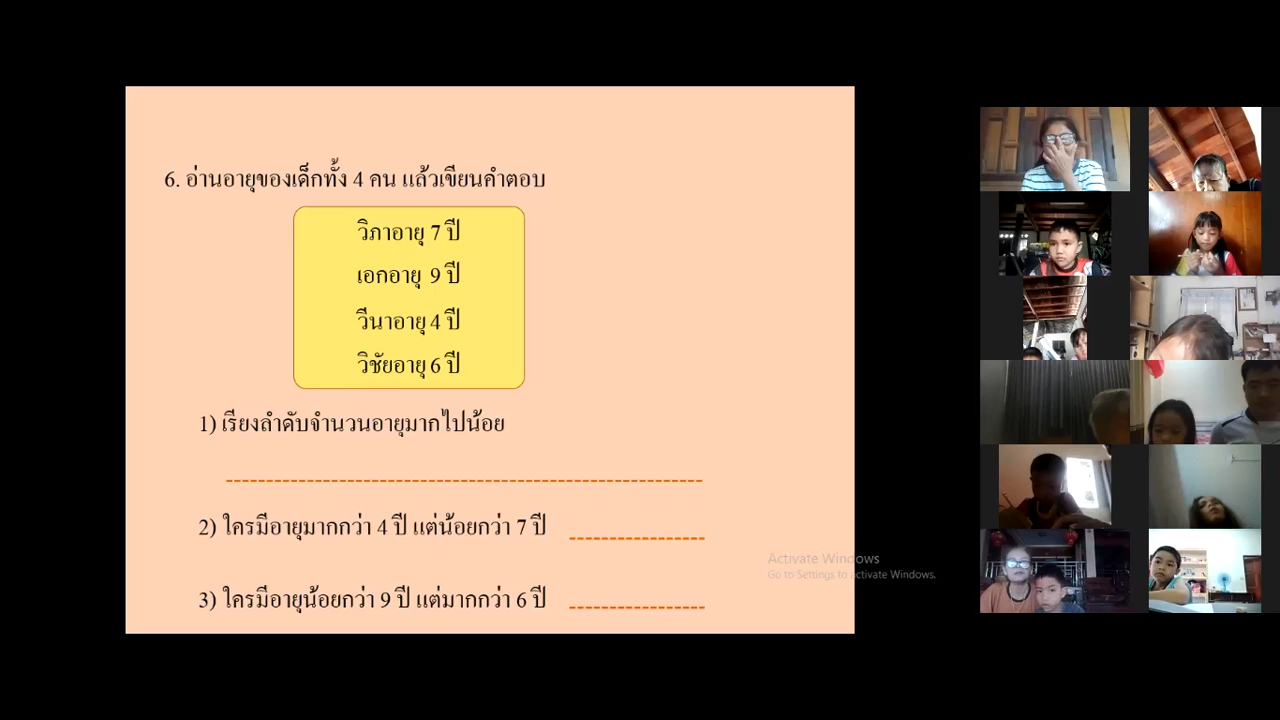 6. อ่านอายุของเด็กทั้ง 4 คน แล้วเขียนคำตอบ
วิภาอายุ 7 ปี
เอกอายุ 9 ปี
วีนาอายุ 4 ปี
วิชัยอายุ 6 ปี
1) เรียงลำดับจำนวนอายุมากไปน้อย
2) ใครมีอายุมากกว่า 4 ปี แต่น้อยกว่า 7 ปี
3) ใครมีอายุน้อยกว่า 9 ปี แต่มากกว่า 6 ปี
Activate Windows
Go to Settings to activate Windows.